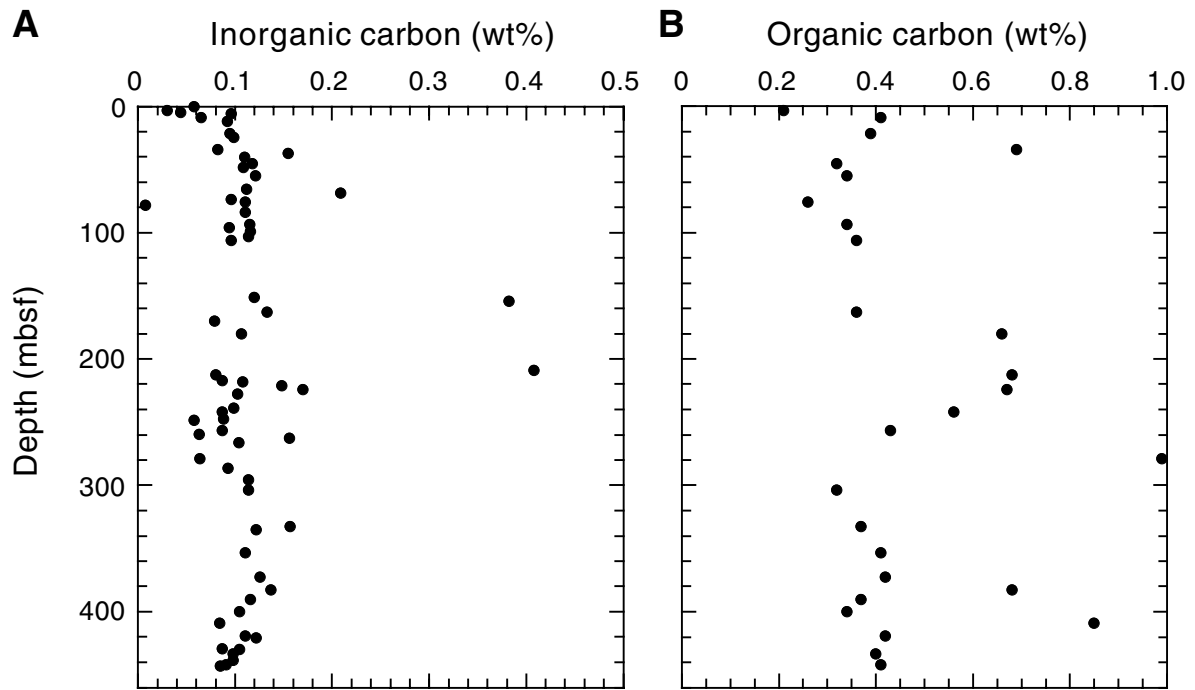 A
Inorganic carbon (wt%)
0 0.1 0.2 0.3 0.4 0.5
B
Organic carbon (wt%)
0 0.2 0.4 0.6 0.8 1.0
Depth (mbsf)
0
100
200
300
400